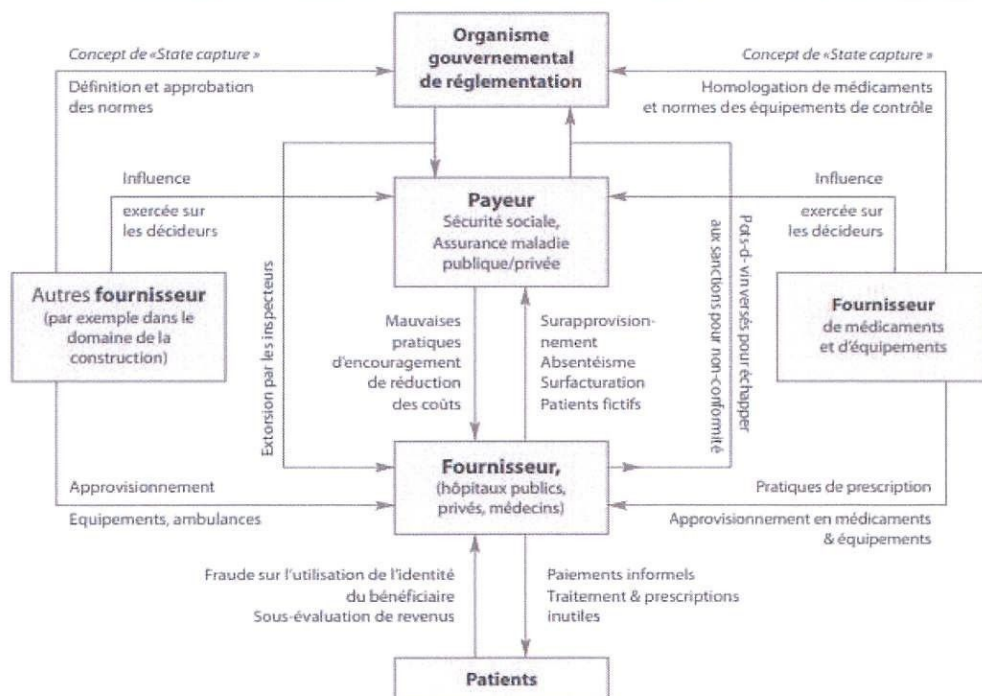 Organisme
gouvernemental
de réglementation
Concept de «State capture »
Définition et approbation
des normes
Concept de «State capture »
Homologation de médicaments
et normes des équipements de contrôle
Influence
exercée sur
les décideurs
Payeur
Sécurité sociale,
Assurance maladie
publique/privée
Influence
exercée sur
les décideurs
Autres fournisseur
(par exemple dans le
domaine de la
construction)
Extorsion par les inspecteurs
Mauvaises
pratiques
d'encouragement
de réduction
des coûts
Surapprovision-
nement
Absentéisme
Surfacturation
Patients fictifs
Pots-d- vin versés pour échapper
aux sanctions pour non-conformité
Fournisseur
de médicaments
et d'équipements
Approvisionnement
Equipements, ambulances
Fournisseur,
(hôpitaux publics,
privés, médecins)
Pratiques de prescription
Approvisionnement en médicaments
& équipements
Fraude sur l'utilisation de l'identité
du bénéficiaire
Sous-évaluation de revenus
Paiements informels
Traitement & prescriptions
inutiles
Patients